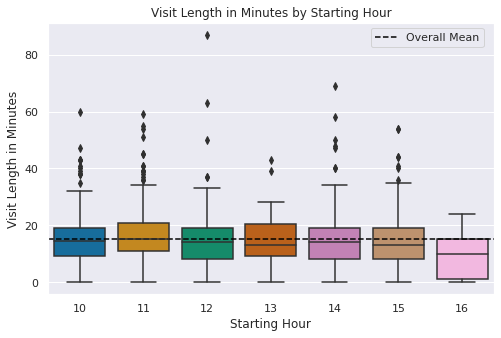 Visit Length in Minutes by Starting Hour
Overall Mean
Visit Length in Minutes
80
60
40
20
0
10 11 12 13 14 15 16
Starting Hour